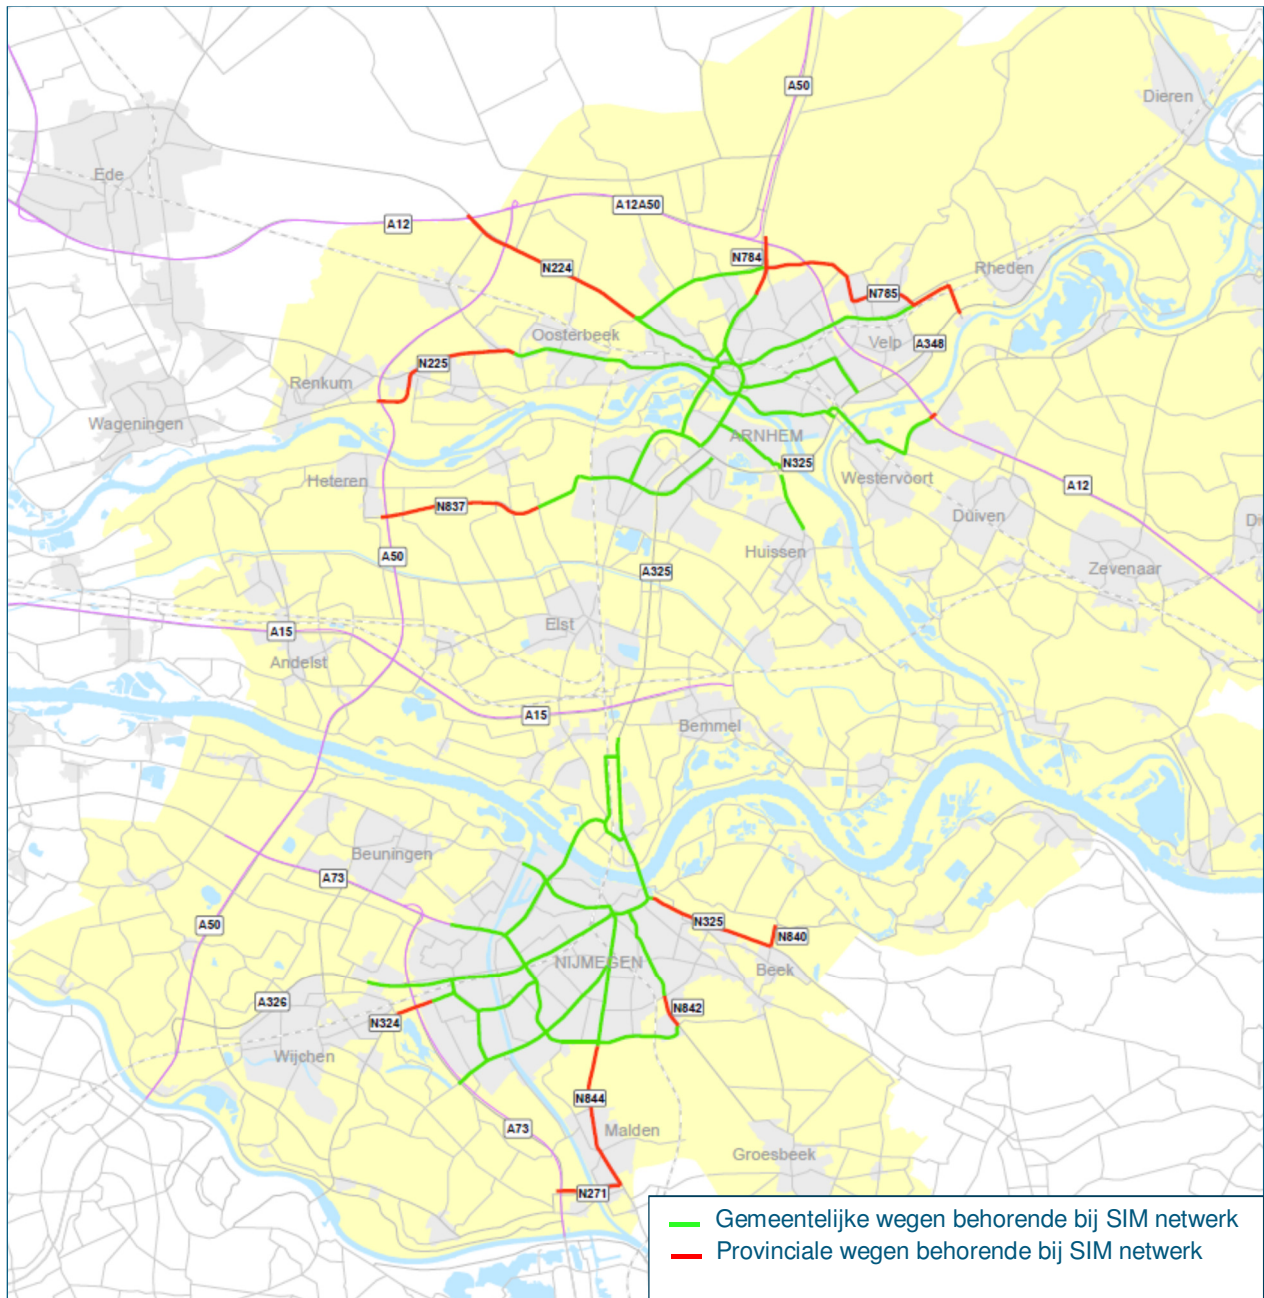 A50
Dieren
Ede
A12A50
A12
N784
N224
Rheden
N785
Oosterbeek
Velp
A348
N225
Renkum
Wageningen
ARNHEM
N325
Heteren
Westervoort
A12
N837
Duiven
Di
A50
Huissen
A325
Zevenaar
Elst
A15
Andelst
A15
Bemmel
Beuningen
A73
A50
N325
N840
NIJMEGEN
Beek
A326
N842
N324
Wijchen
N844
A73
Malden
Groesbeek
N271
Gemeentelijke wegen behorende bij SIM netwerk
Provinciale wegen behorende bij SIM netwerk